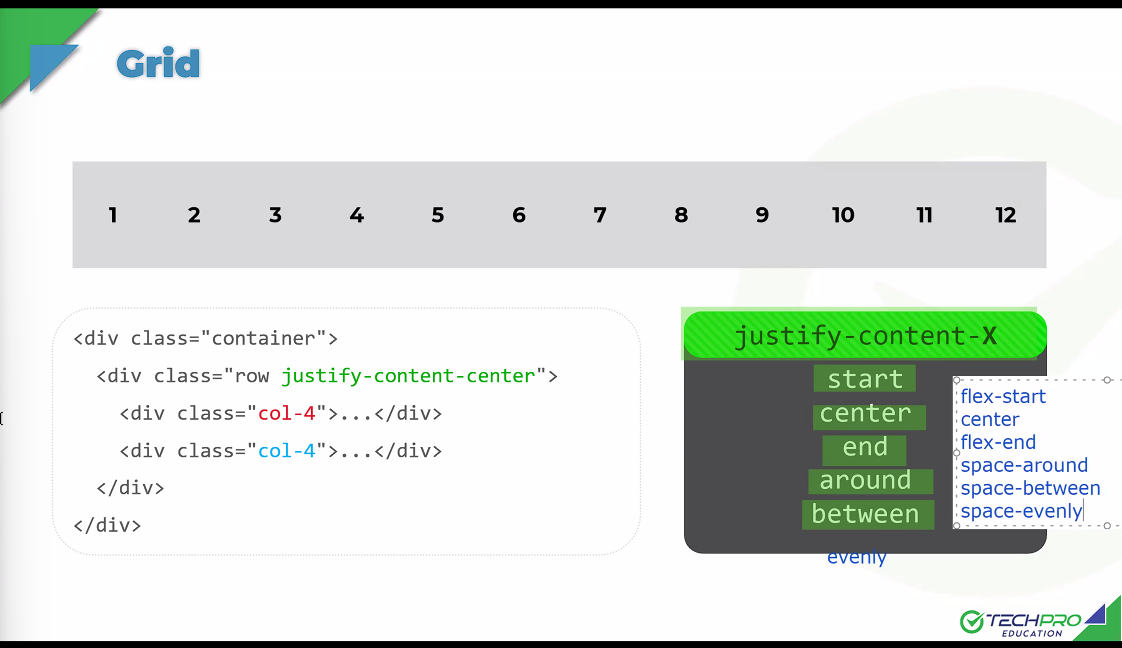 Grid
1 2 3 4 5 6 7 8 9 10 11 12
<div class="container">
<div class="row justify-content-center">
<div class="col-4">...</div>
<div class="col-4">...</div>
</div>
</div>
justify-content-X
start
center
end
around
between
evenly
flex-start
center
flex-end
space-around
space-between
space-evenly
TECHPRO
EDUCATION